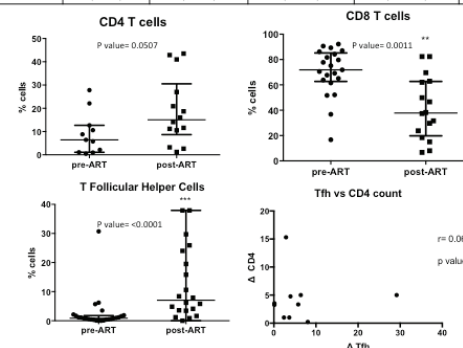 CD4 T cells
P value= 0.0507
50
40
30
20
10
0
% cells
pre-ART post-ART
CD8 T cells
**
P value= 0.0011
100
80
60
40
20
0
% cells
pre-ART post-ART
T Follicular Helper Cells
***
P value= <0.0001
40
30
20
10
0
% cells
pre-ART post-ART
Tfh vs CD4 count
20
15
10
5
0
Δ CD4
r= 0.06
p value
0 10 20 30 40
Δ Tfh